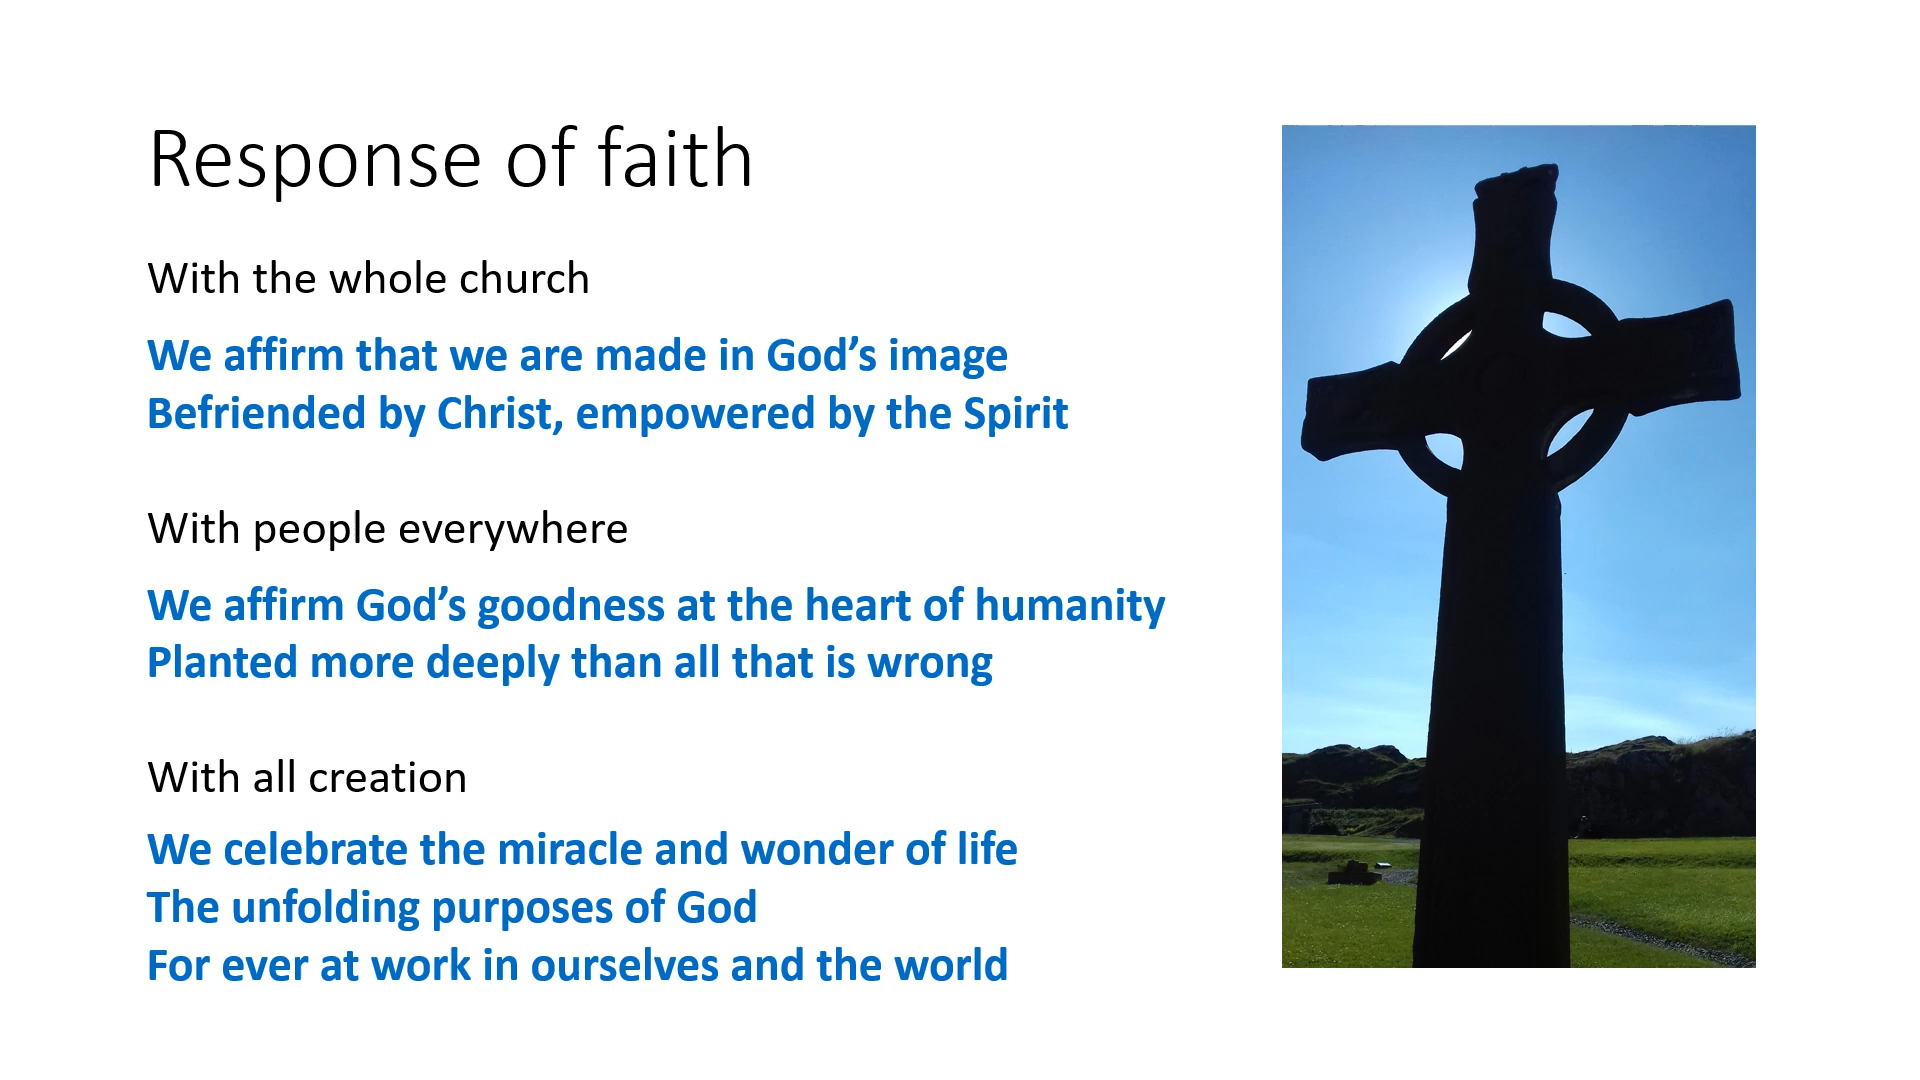 Response of faith
With the whole church
We affirm that we are made in God’s image
Befriended by Christ, empowered by the Spirit
With people everywhere
We affirm God’s goodness at the heart of humanity
Planted more deeply than all that is wrong
With all creation
We celebrate the miracle and wonder of life
The unfolding purposes of God
For ever at work in ourselves and the world